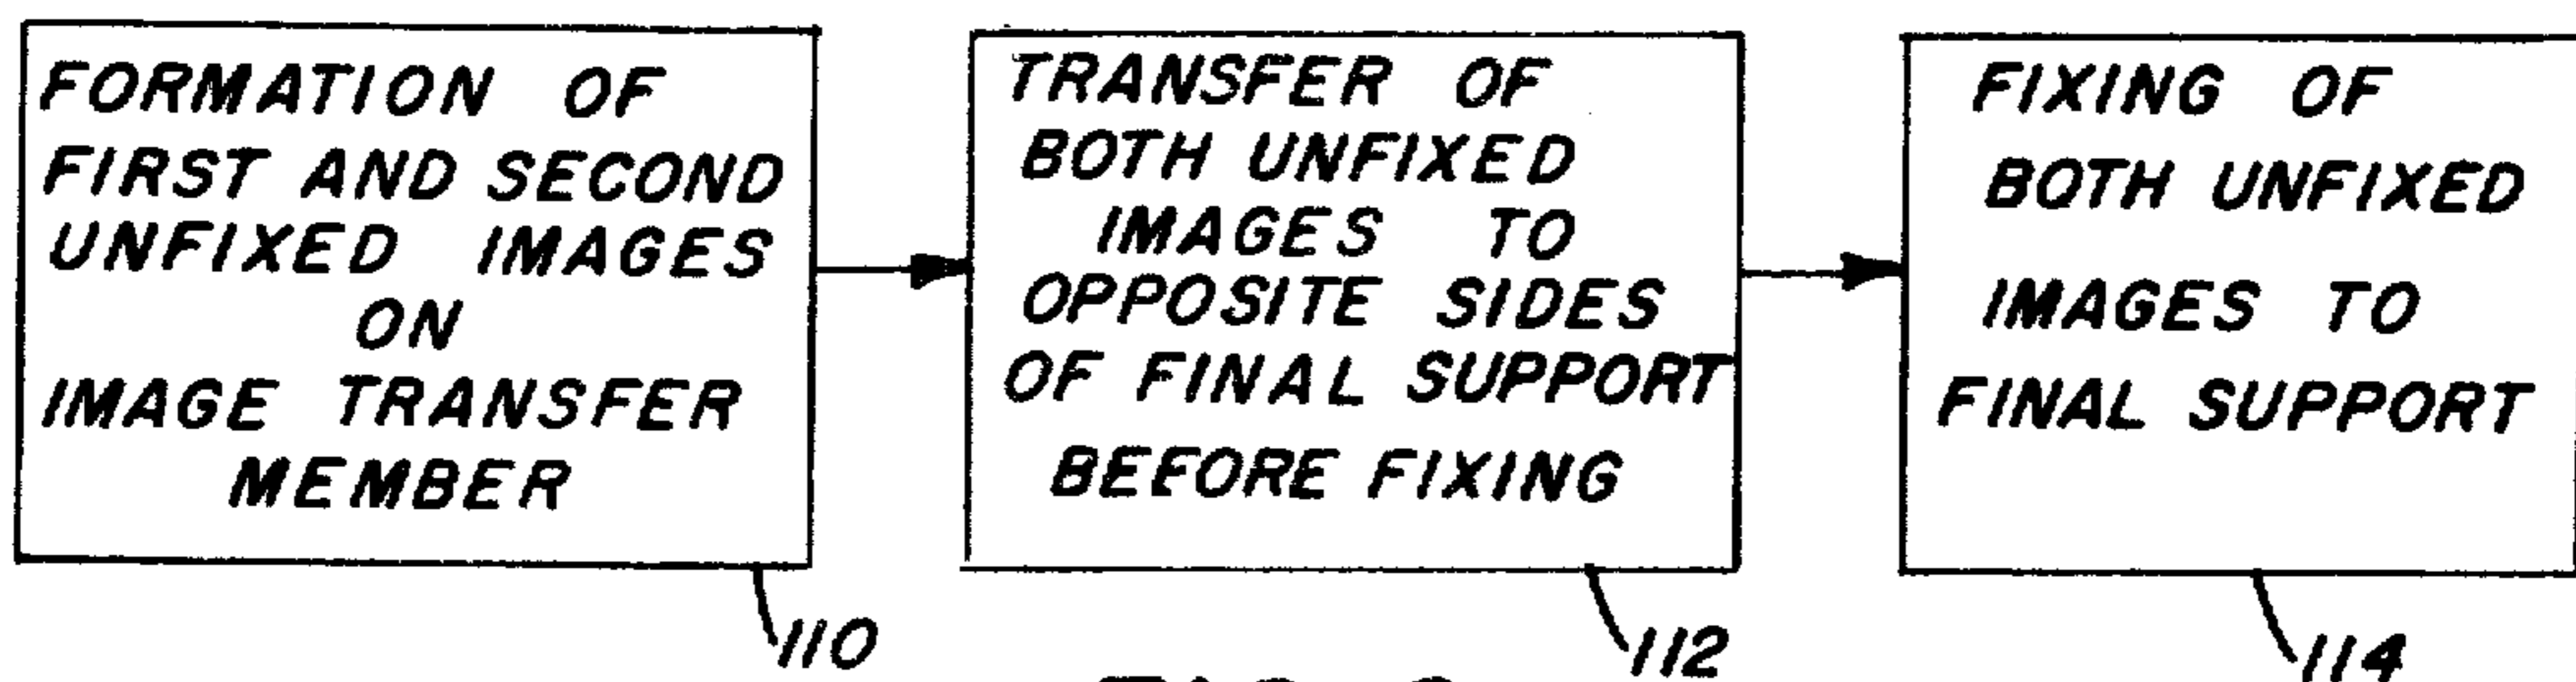 FORMATION OF
FIRST AND SECOND
UNFIXED IMAGES
ON
IMAGE TRANSFER
MEMBER
110
TRANSFER OF
BOTH UNFIXED
IMAGES TO
OPPOSITE SIDES
OF FINAL SUPPORT
BEFORE FIXING
112
FIXING OF
BOTH UNFIXED
IMAGES TO
FINAL SUPPORT
114